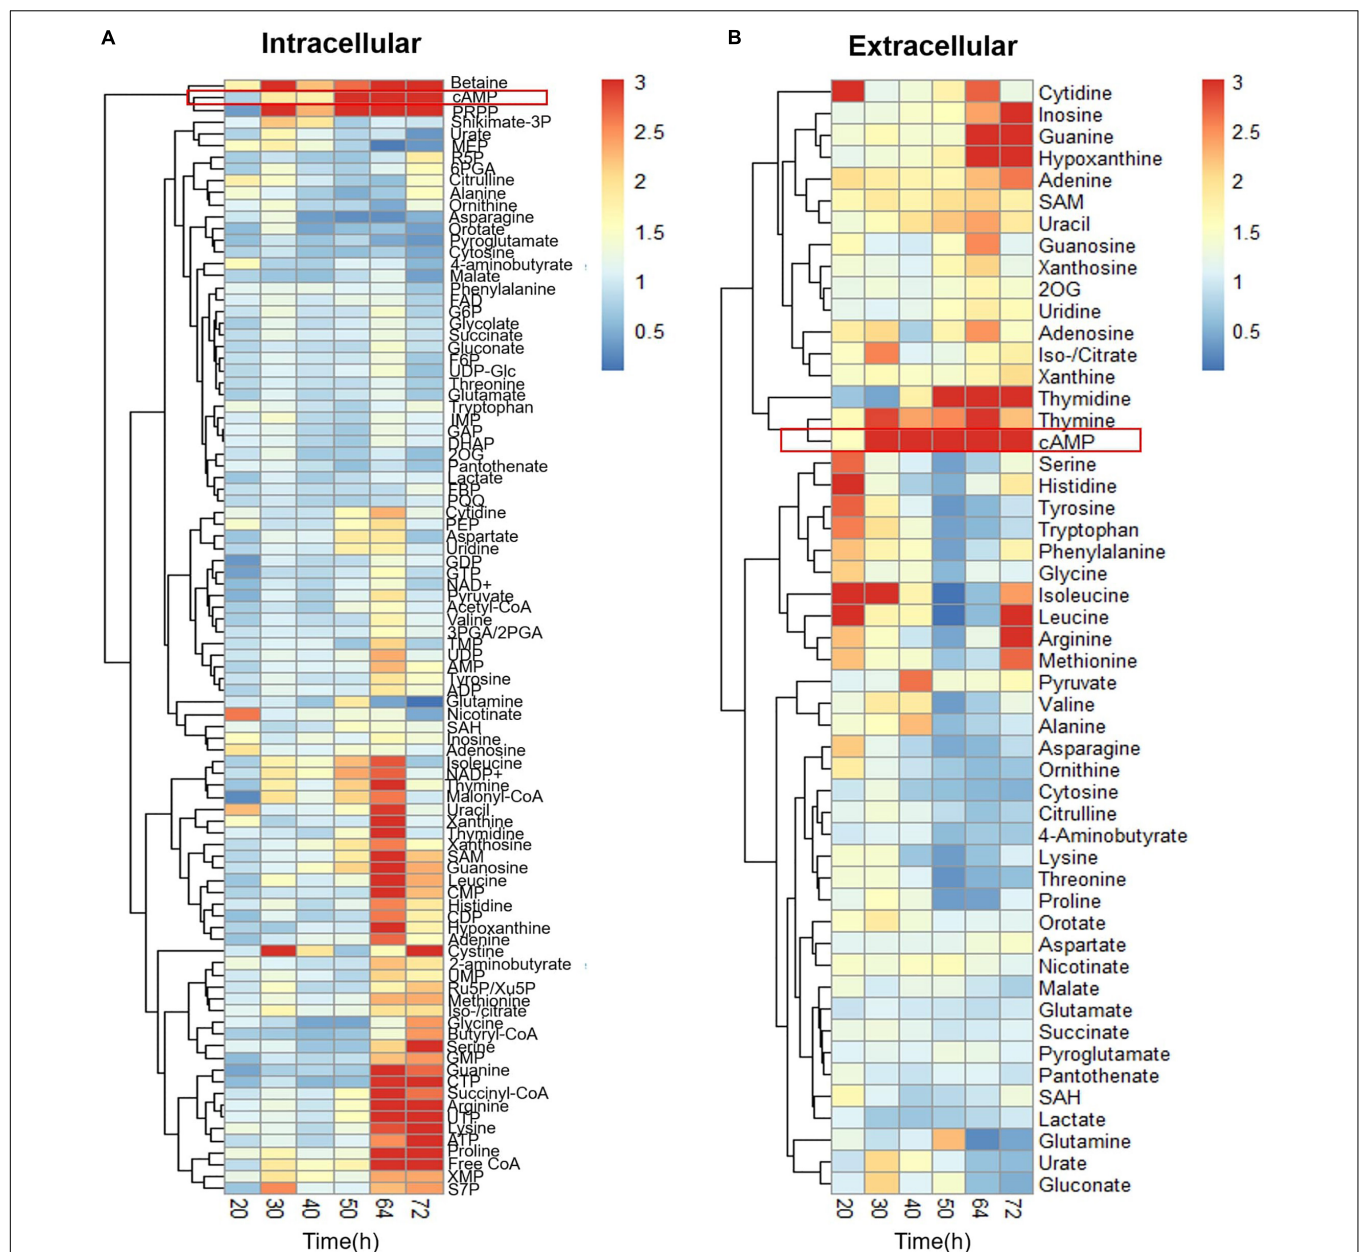 A
Intracellular
Betaine
cAMP
PRPP
Shikimate-3P
Urate
MEP
R5P
6PGA
Citrulline
Alanine
Ornithine
Asparagine
Orotate
Pyroglutamate
Cytosine
4-aminobutyrate
Malate
Phenylalanine
FAD
G6P
Glycolate
Succinate
Gluconate
F6P
UDP-Glc
Threonine
Glutamate
Tryptophan
IMP
GAP
DHAP
2OG
Pantothenate
Lactate
FBP
PQQ
Cytidine
PEP
Aspartate
Uridine
GDP
GTP
NAD+
Pyruvate
Acetyl-CoA
Valine
3PGA/2PGA
TMP
UDP
AMP
Tyrosine
ADP
Glutamine
Nicotinate
SAH
Inosine
Adenosine
Isoleucine
NADP+
Thymine
Malonyl-CoA
Uracil
Xanthine
Thymidine
Xanthosine
SAM
Guanosine
Leucine
CMP
Histidine
CDP
Hypoxanthine
Adenine
Cystine
2-aminobutyrate
UMP
Ru5P/Xu5P
Methionine
Iso-/citrate
Glycine
Butyryl-CoA
Serine
GMP
Guanine
CTP
Succinyl-CoA
Arginine
UTP
Lysine
ATP
Proline
Free CoA
XMP
S7P
20 30 40 50 64 72
Time(h)
3
2.5
2
1.5
1
0.5
B
Extracellular
Cytidine
Inosine
Guanine
Hypoxanthine
Adenine
SAM
Uracil
Guanosine
Xanthosine
2OG
Uridine
Adenosine
Iso-/Citrate
Xanthine
Thymidine
Thymine
cAMP
Serine
Histidine
Tyrosine
Tryptophan
Phenylalanine
Glycine
Isoleucine
Leucine
Arginine
Methionine
Pyruvate
Valine
Alanine
Asparagine
Ornithine
Cytosine
Citrulline
4-Aminobutyrate
Lysine
Threonine
Proline
Orotate
Aspartate
Nicotinate
Malate
Glutamate
Succinate
Pyroglutamate
Pantothenate
SAH
Lactate
Glutamine
Urate
Gluconate
20 30 40 50 64 72
Time(h)
3
2.5
2
1.5
1
0.5